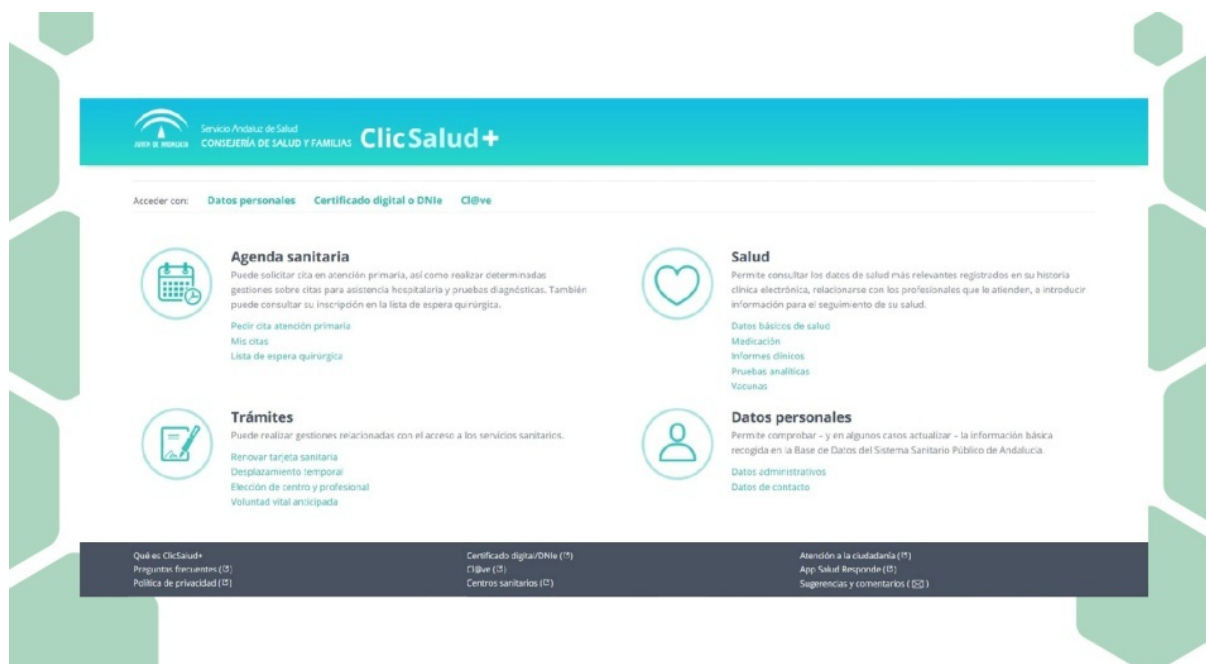 JUNTA DE ANDALUCIA
Servicio Andaluz de Salud
CONSEJERÍA DE SALUD Y FAMILIAS
ClicSalud+
Acceder con: Datos personales Certificado digital o DNIe Cl@ve
Agenda sanitaria
Puede solicitar cita en atención primaria, así como realizar determinadas
gestiones sobre citas para asistencia hospitalaria y pruebas diagnósticas. También
puede consultar su inscripción en la lista de espera quirúrgica.
Pedir cita atención primaria
Mis citas
Lista de espera quirúrgica
Salud
Permite consultar los datos de salud más relevantes registrados en su historia
clínica electrónica, relacionarse con los profesionales que le atienden, o introducir
información para el seguimiento de su salud.
Datos básicos de salud
Medicación
Informes clínicos
Pruebas analíticas
Vacunas
Trámites
Puede realizar gestiones relacionadas con el acceso a los servicios sanitarios.
Renovar tarjeta sanitaria
Desplazamiento temporal
Elección de centro y profesional
Voluntad vital anticipada
Datos personales
Permite comprobar – y en algunos casos actualizar – la información básica
recogida en la Base de Datos del Sistema Sanitario Público de Andalucía.
Datos administrativos
Datos de contacto
Qué es ClicSalud+
Preguntas frecuentes
Política de privacidad
Certificado digital/DNIe
Cl@ve
Centros sanitarios
Atención a la ciudadanía
App Salud Responde
Sugerencias y comentarios